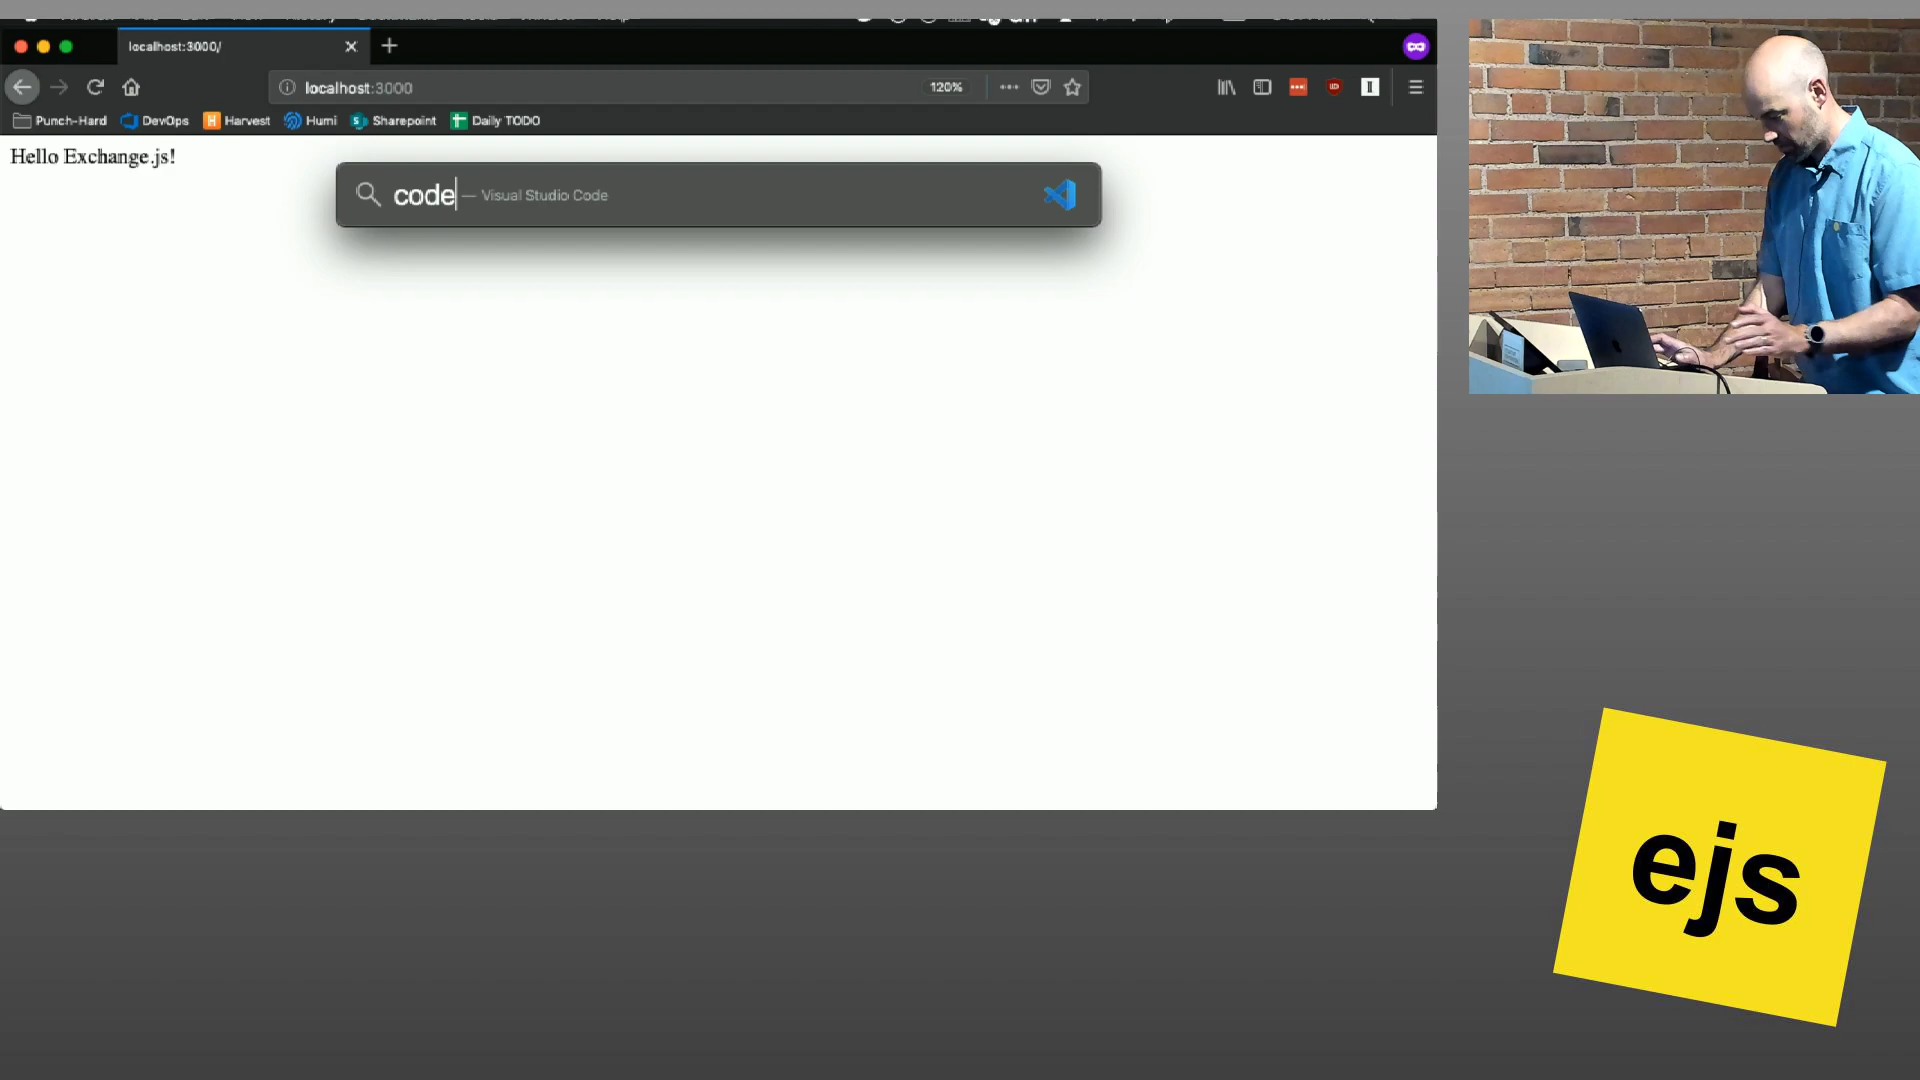 localhost:3000/
localhost:3000
120%
Punch-Hard
DevOps
Harvest
Humi
Sharepoint
Daily TODO
Hello Exchange.js!
code — Visual Studio Code
ejs